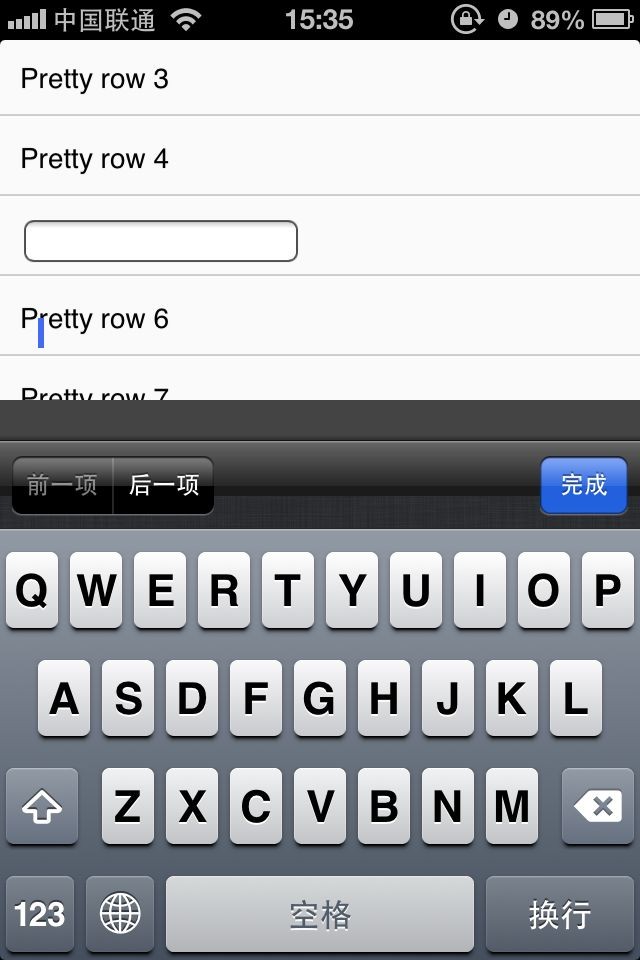 中国联通 15:35 89%
Pretty row 3
Pretty row 4
Pretty row 6
Pretty row 7
前一项 后一项 完成
Q W E R T Y U I O P
A S D F G H J K L
Z X C V B N M
123 空格 换行